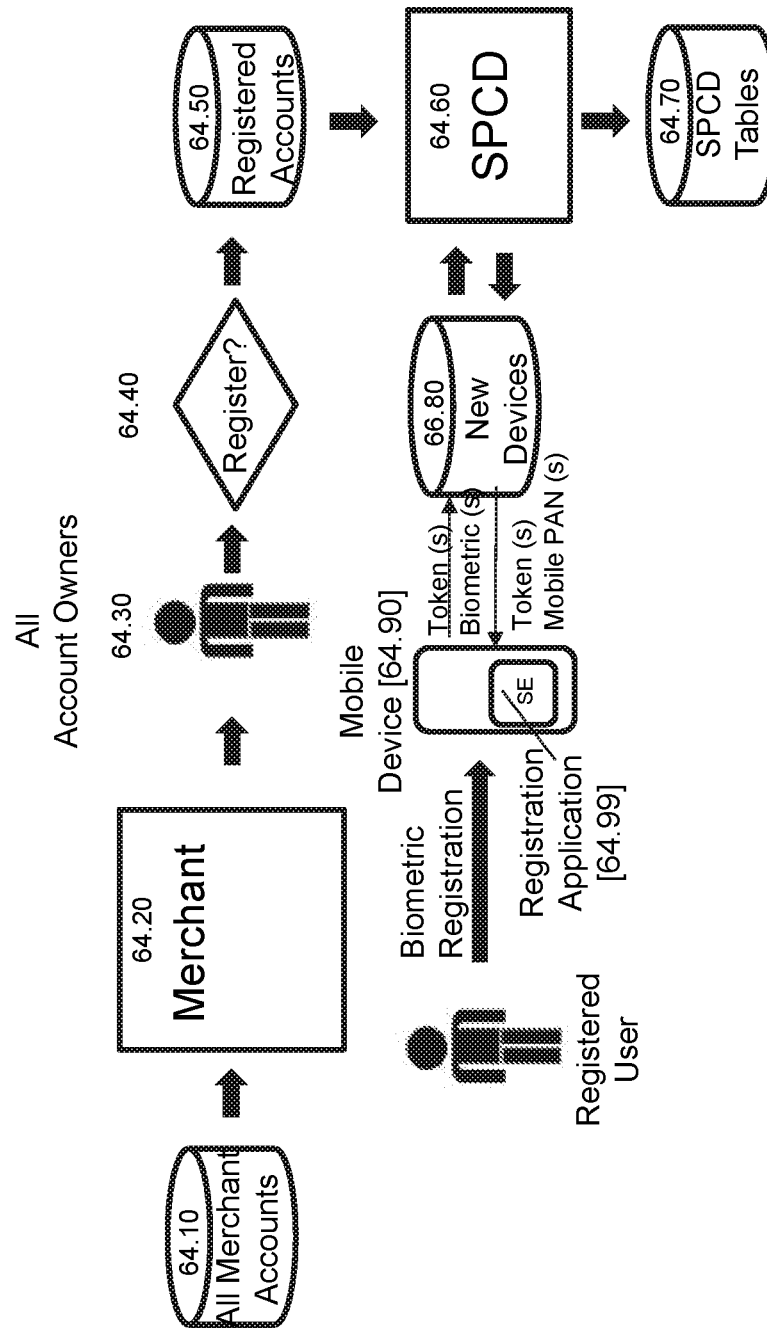 64.10
All Merchant
Accounts
64.20
Merchant
All
Account Owners
64.30
64.40
Register?
64.50
Registered
Accounts
64.60
SPCD
64.70
SPCD
Tables
Registered
User
Biometric
Registration
Mobile
Device [64.90]
SE
Registration
Application
[64.99]
Token (s)
Biometric (s)
Token (s)
Mobile PAN (s)
66.80
New
Devices